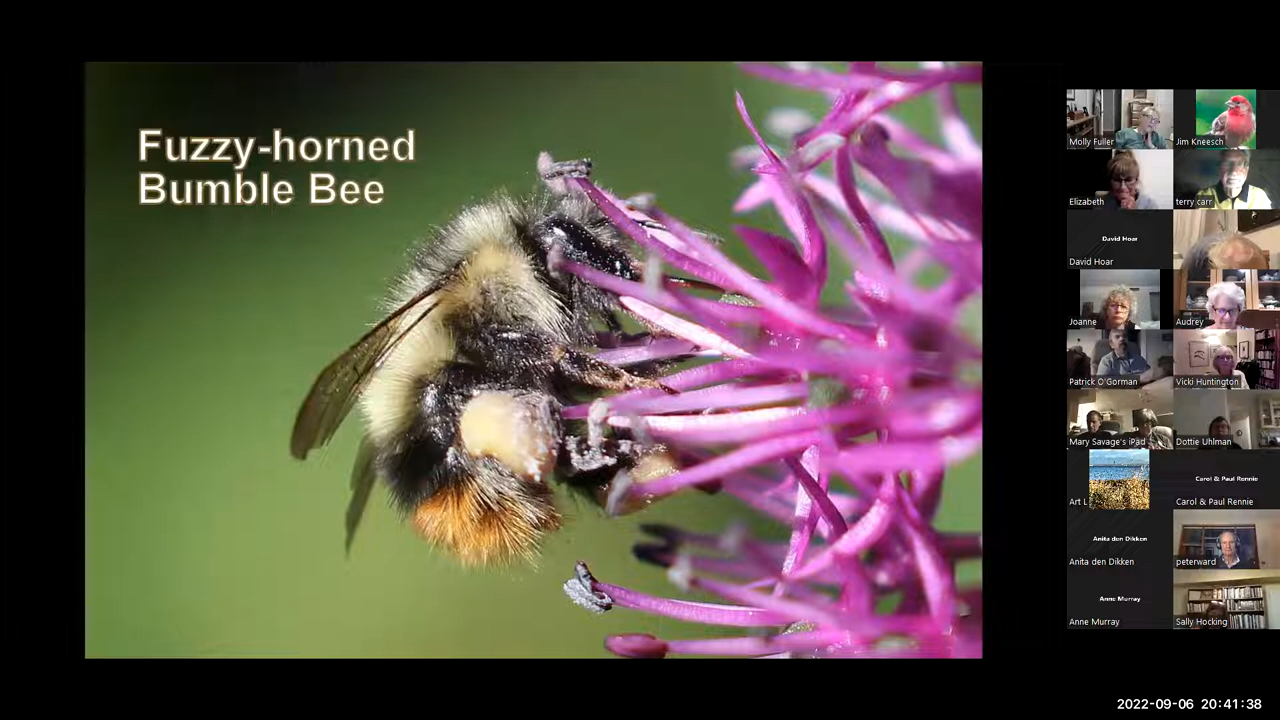 Fuzzy-horned
Bumble Bee
Molly Fuller
Jim Kneesch
Elizabeth
terry carr
David Hoar
David Hoar
Joanne
Audrey
Patrick O'Gorman
Vicki Huntington
Mary Savage's iPad
Dottie Uhlman
Art L
Carol & Paul Rennie
Carol & Paul Rennie
Anita den Dikken
Anita den Dikken
peterward
Anne Murray
Anne Murray
Sally Hocking
2022-09-06 20:41:38